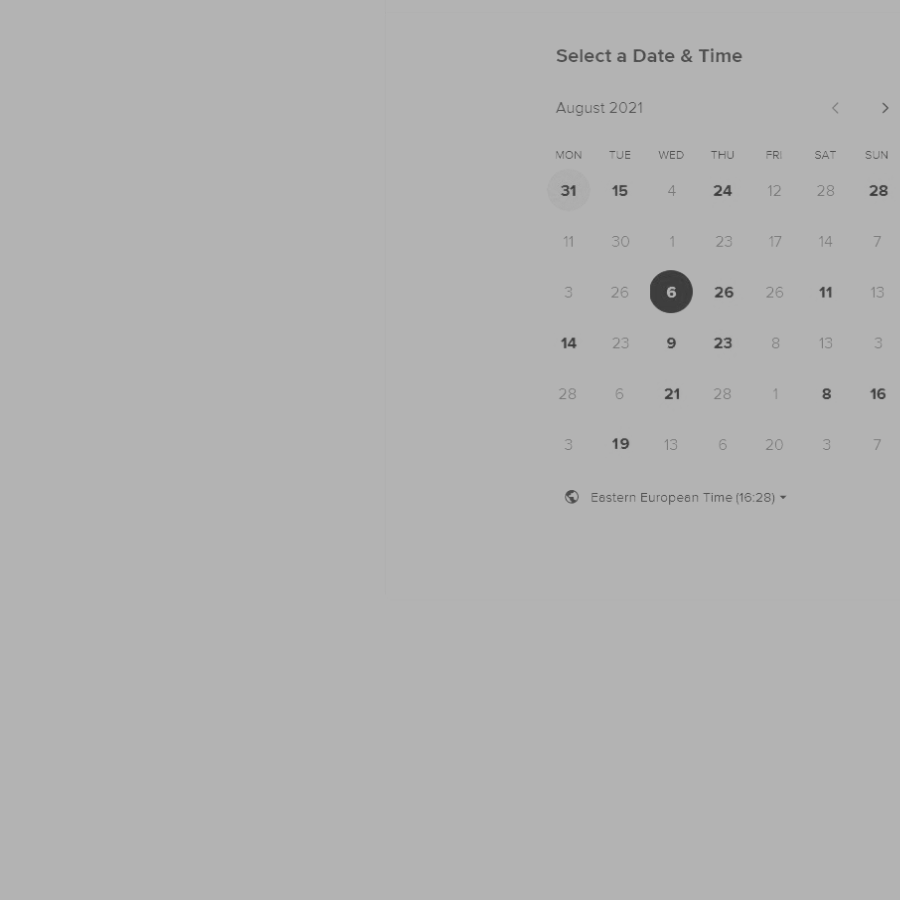 Select a Date & Time
August 2021
MON TUE WED THU FRI SAT SUN
31 15 4 24 12 28 28
11 30 1 23 17 14 7
3 26 6 26 26 11 13
14 23 9 23 8 13 3
28 6 21 28 1 8 16
3 19 13 6 20 3 7
Eastern European Time (16:28)